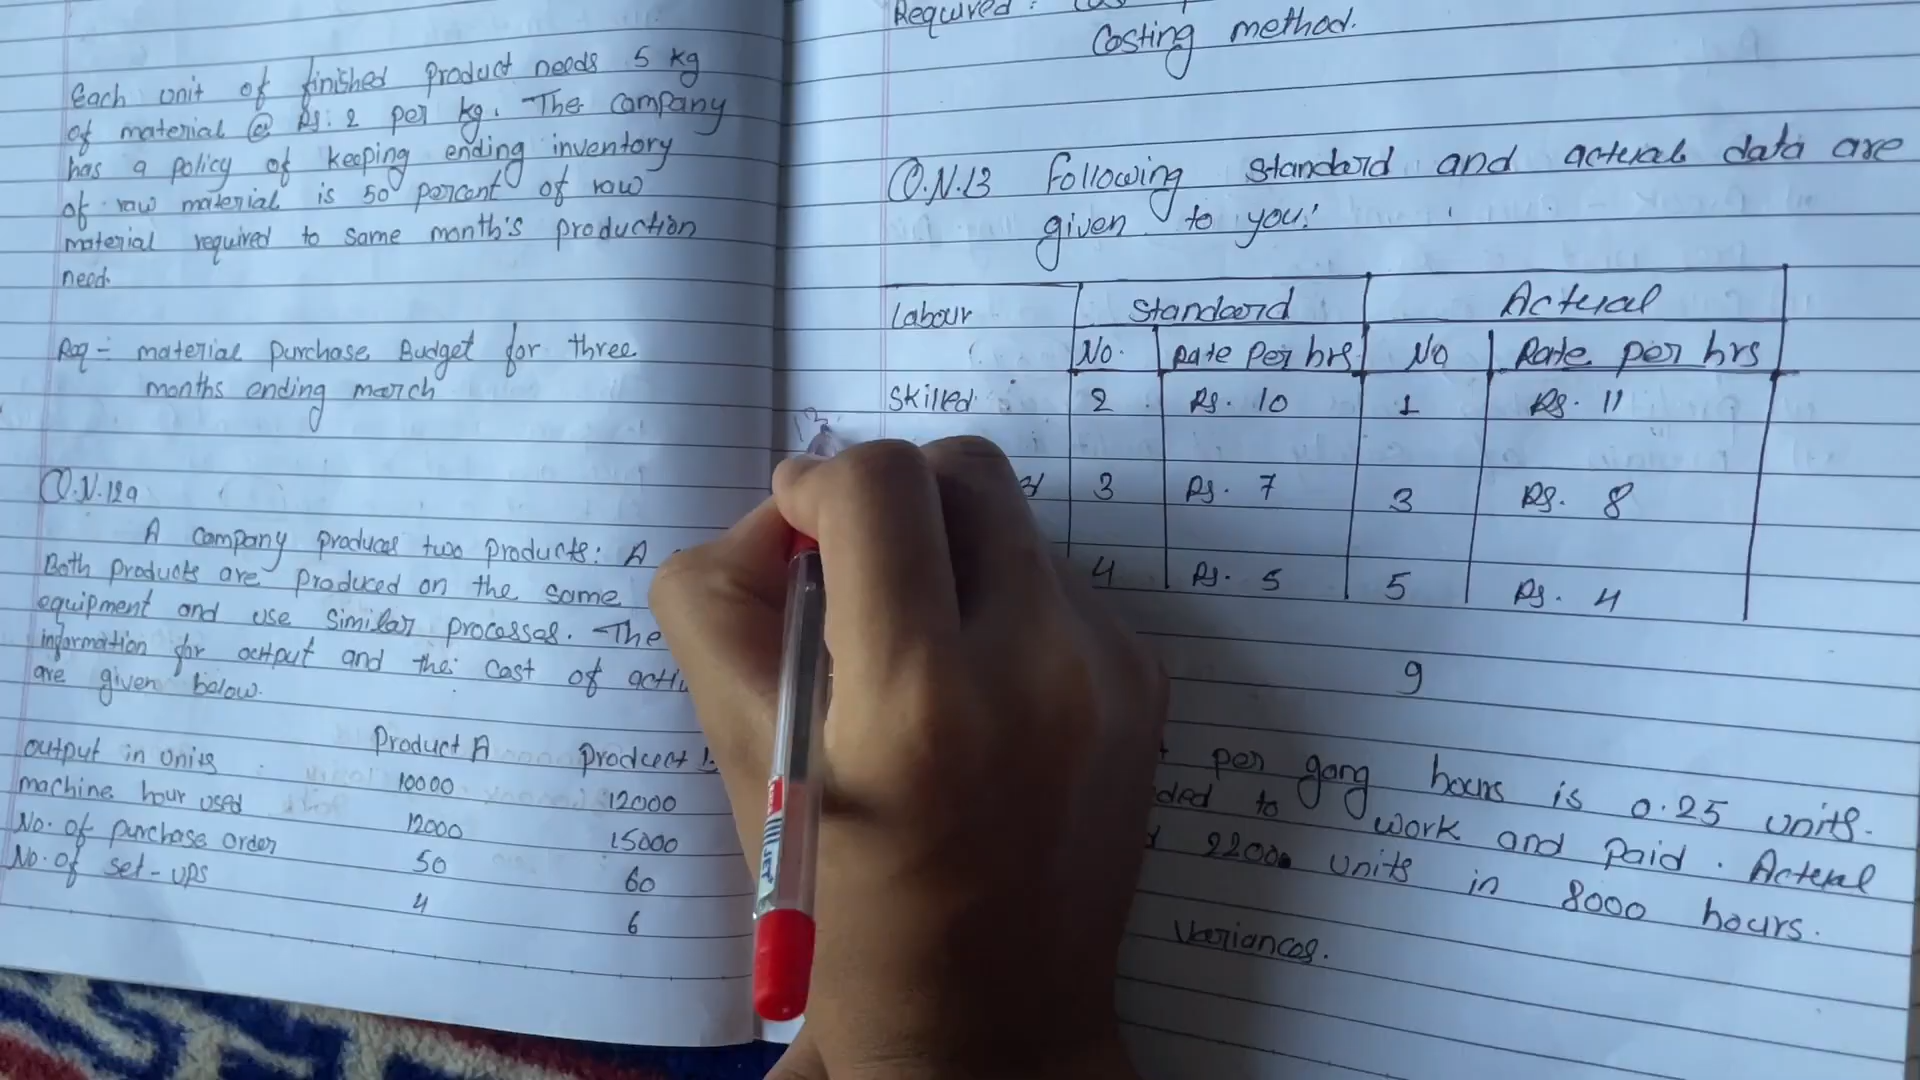 Each unit of finished product needs 5 kg
of material @ Rs. 2 per kg. The company
has a policy of keeping ending inventory
of raw material is 50 percent of raw
material required to same month's production
need.
Req - material purchase Budget for three
months ending march
Q.N.12a
A company produces two products: A
Both products are produced on the same
equipment and use similar processes. The
information for output and the cost of
are given below.
Product A Product
output in units 10000 12000
machine hour used 12000 15000
No. of purchase order 50 60
No. of set-ups 4 6
Required:
Costing method.
Q.N.13 Following standard and actual data are
given to you:
Labour Standard Actual
No. Rate Per hrs No Rate per hrs
Skilled 2 Rs. 10 1 Rs. 11
3 Rs. 7 3 Rs. 8
4 Rs. 5 5 Rs. 4
9
per gang hours is 0.25 units.
to work and paid. Actual
units in 8000 hours.
Variances.
13
JET